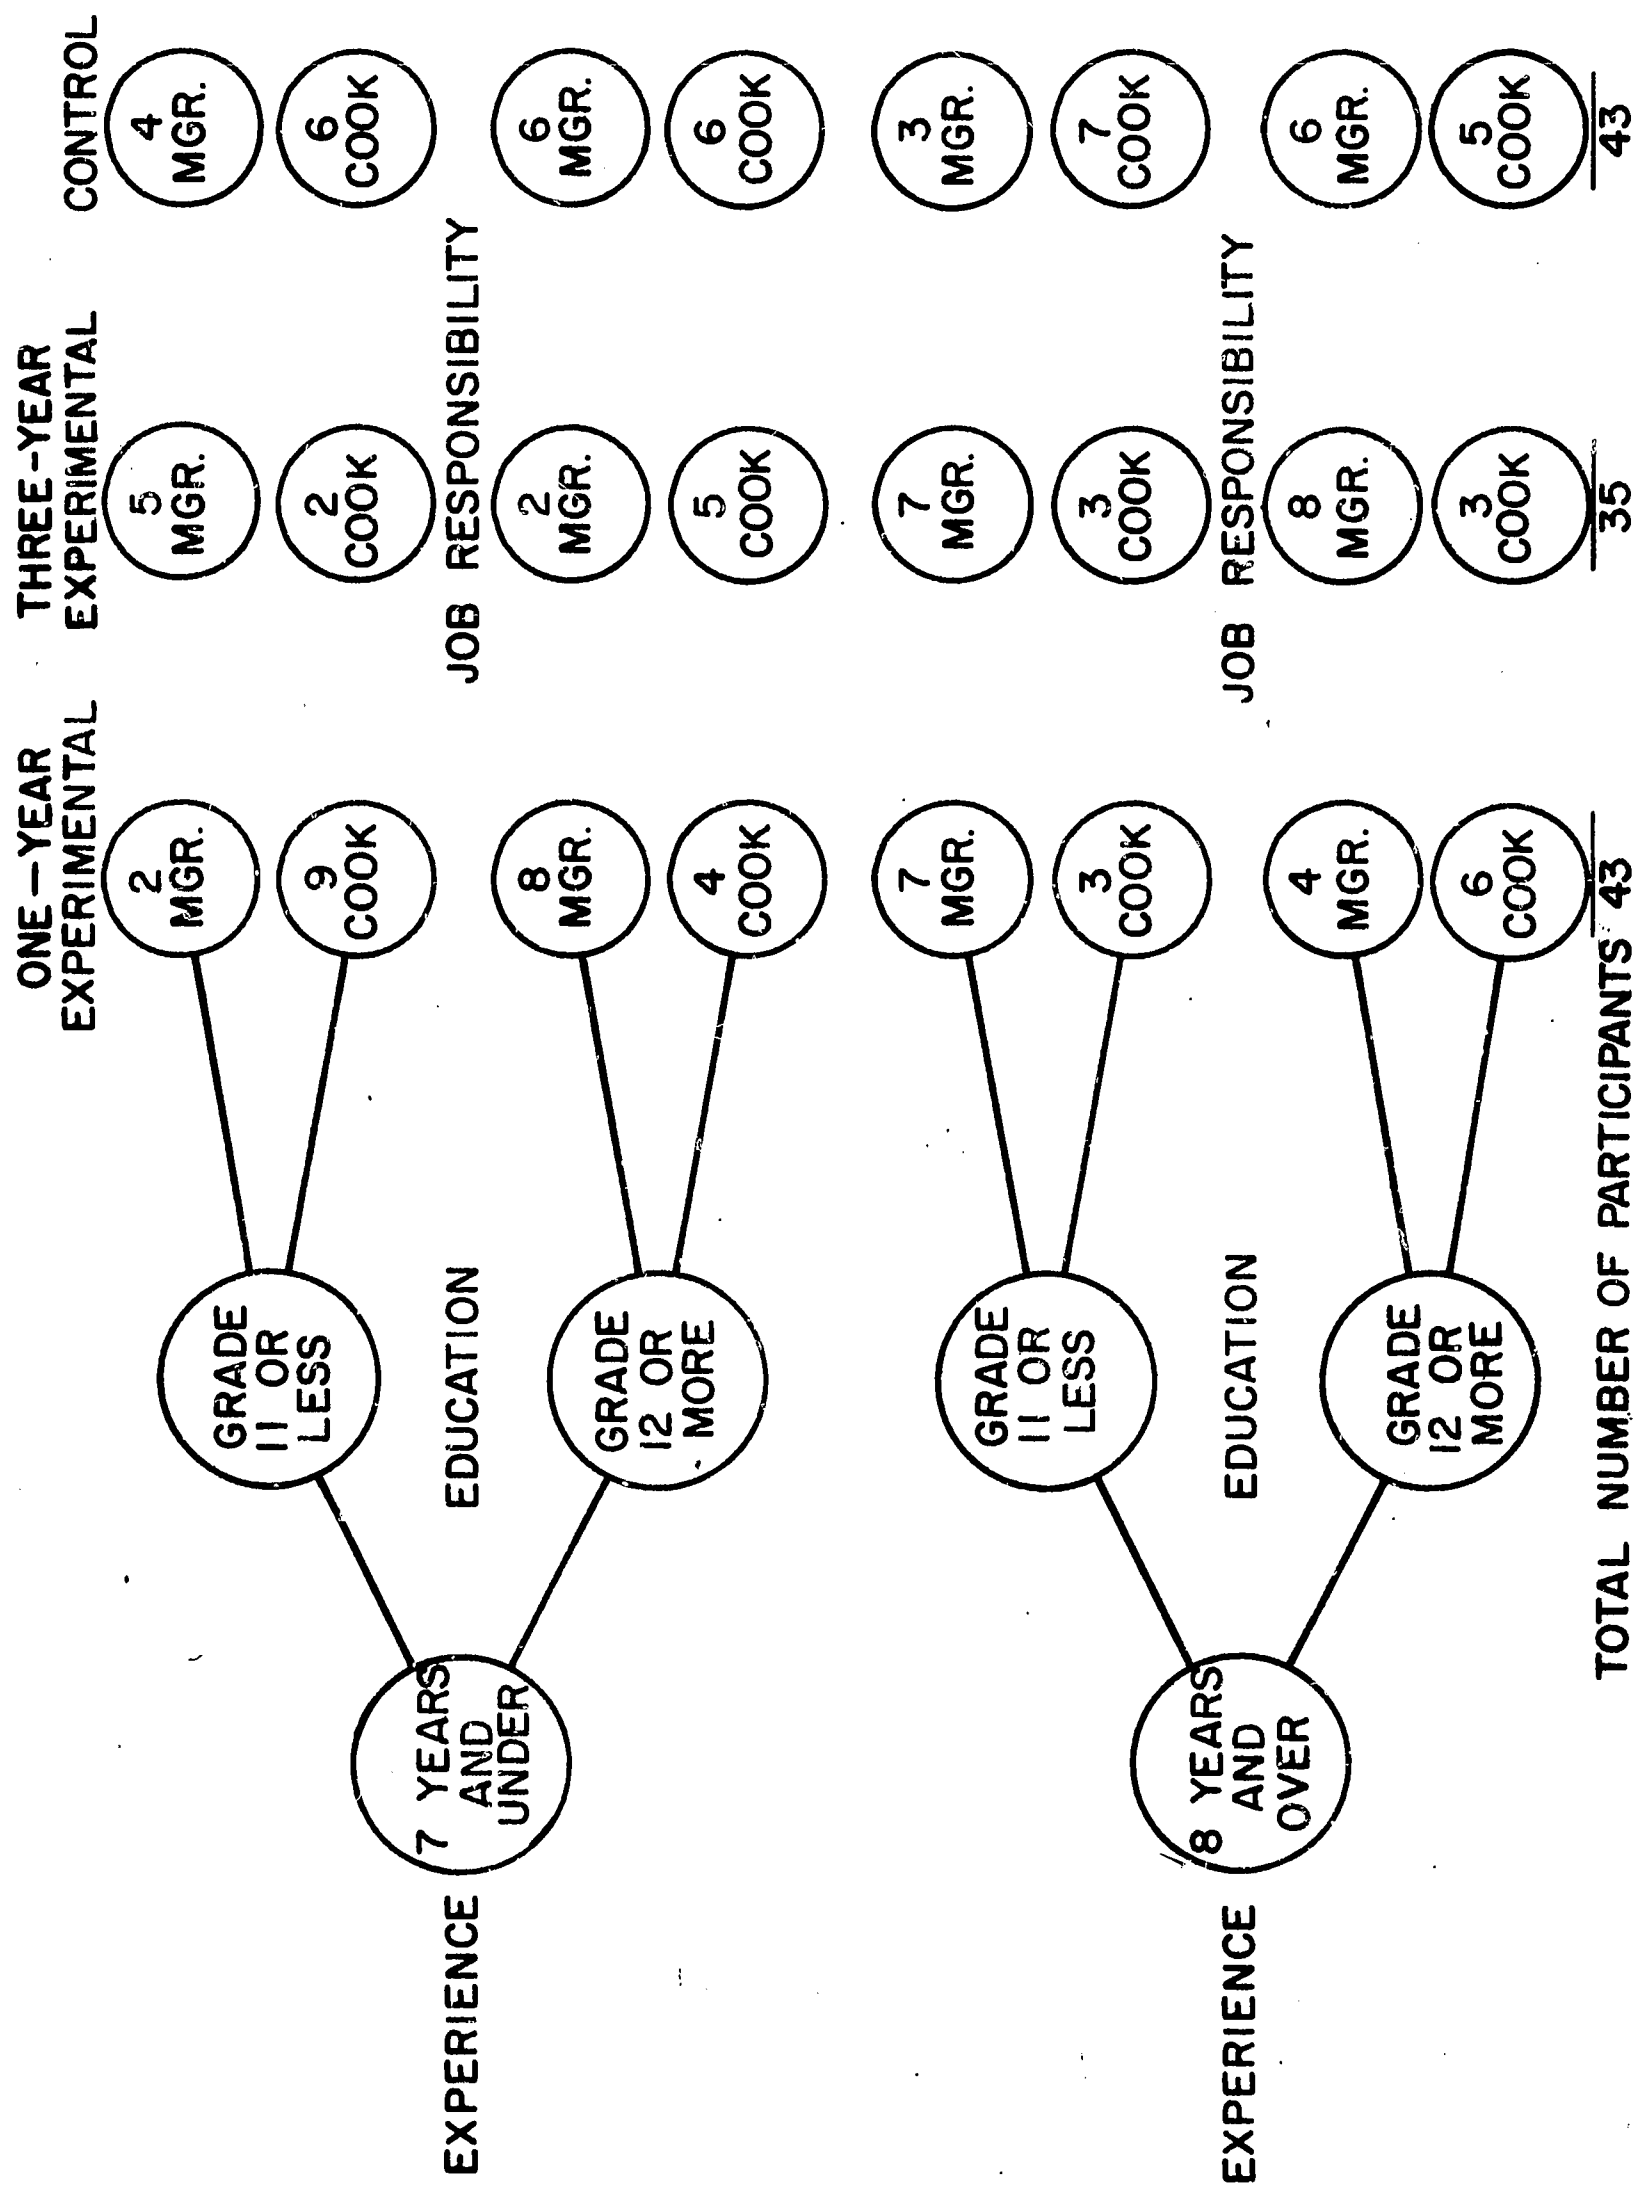 ONE-YEAR
EXPERIMENTAL
THREE-YEAR
EXPERIMENTAL
CONTROL
2
MGR.
5
MGR.
4
MGR.
GRADE
11 OR
LESS
9
COOK
2
COOK
6
COOK
EXPERIENCE
7 YEARS
AND
UNDER
EDUCATION
JOB RESPONSIBILITY
8
MGR.
2
MGR.
6
MGR.
GRADE
12 OR
MORE
4
COOK
5
COOK
6
COOK
7
MGR.
7
MGR.
3
MGR.
GRADE
11 OR
LESS
3
COOK
3
COOK
7
COOK
EXPERIENCE
8 YEARS
AND
OVER
EDUCATION
JOB RESPONSIBILITY
4
MGR.
8
MGR.
6
MGR.
GRADE
12 OR
MORE
6
COOK
3
COOK
5
COOK
TOTAL NUMBER OF PARTICIPANTS 43 35 43